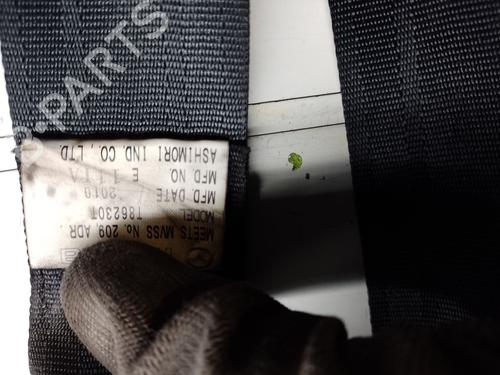 MEETS MVSS No. 209 ADR
MODEL T86230T
MFD DATE 2010
MFD. NO. E 111A
ASHIMORI IND. CO., LTD.
B-PARTS